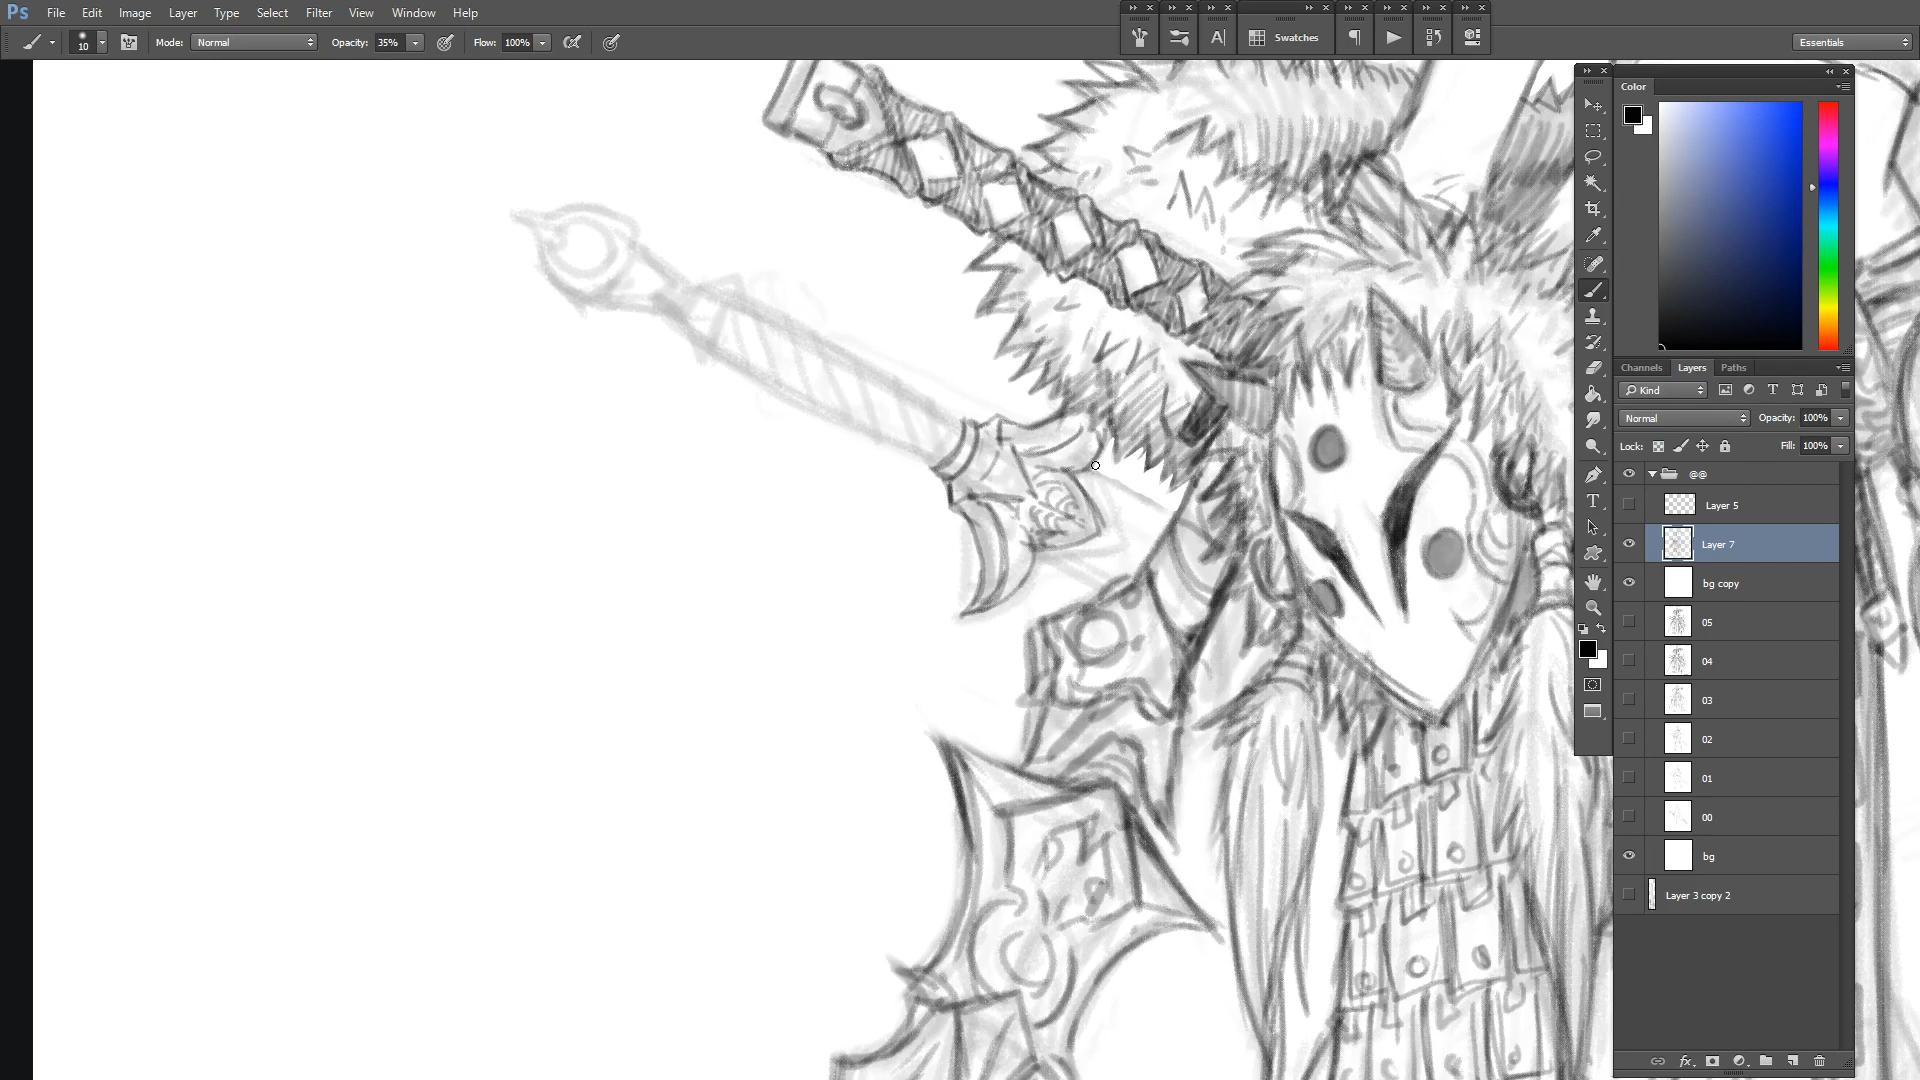 Ps File Edit Image Layer Type Select Filter View Window Help
10 Mode: Normal Opacity: 35% Flow: 100%
Swatches
Essentials
Color
Channels Layers Paths
Kind
Normal Opacity: 100%
Lock: Fill: 100%
@@
Layer 5
Layer 7
bg copy
05
04
03
02
01
00
bg
Layer 3 copy 2